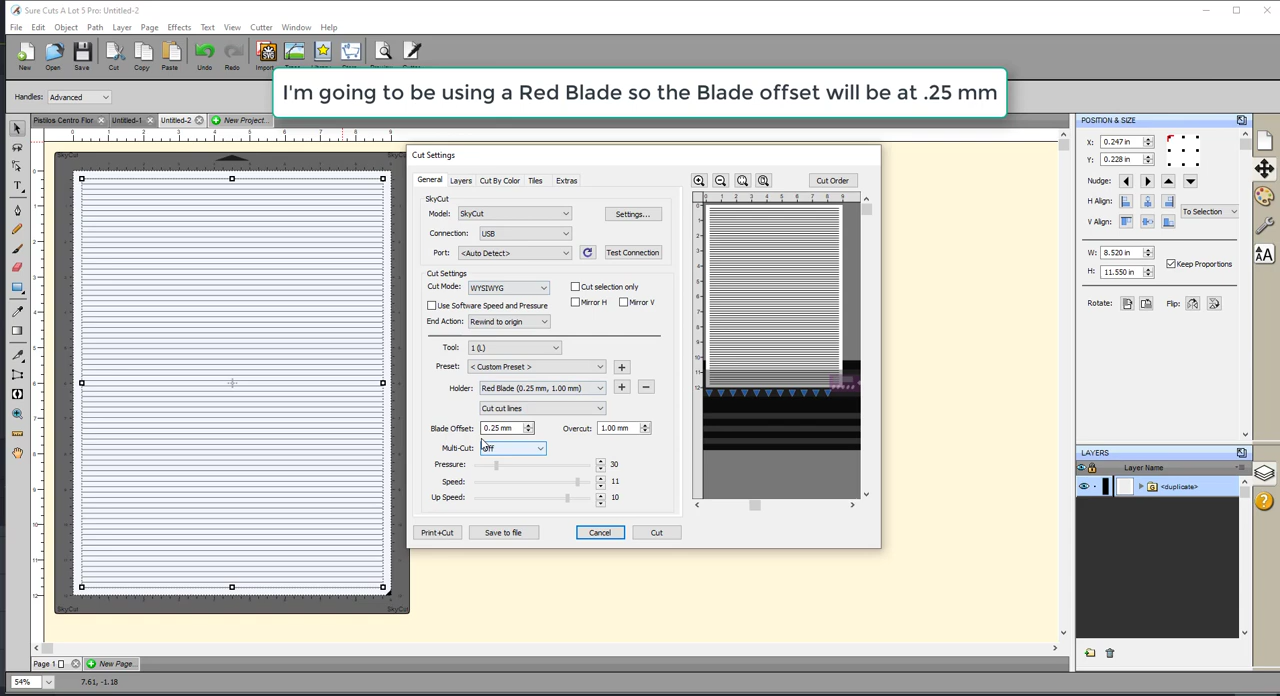 Sure Cuts A Lot 5 Pro: Untitled-2
File Edit Object Path Layer Page Effects Text View Cutter Window Help
New Open Save Cut Copy Paste Undo Redo Import
I'm going to be using a Red Blade so the Blade offset will be at .25 mm
Handles: Advanced
Pistilos Centro Flor Untitled-1 Untitled-2 New Project...
POSITION & SIZE
X: 0.247 in
Y: 0.228 in
Nudge:
H Align:
V Align:
To Selection
W: 8.520 in
H: 11.550 in
Keep Proportions
Rotate: Flip:
SkyCut SkyCut
Cut Settings
General Layers Cut By Color Tiles Extras
Cut Order
SkyCut
Model: SkyCut Settings...
Connection: USB
Port: <Auto Detect> Test Connection
Cut Settings
Cut Mode: WYSIWYG Cut selection only
Use Software Speed and Pressure Mirror H Mirror V
End Action: Rewind to origin
Tool: 1 (L)
Preset: < Custom Preset >
Holder: Red Blade (0.25 mm, 1.00 mm)
Cut cut lines
Blade Offset: 0.25 mm Overcut: 1.00 mm
Multi-Cut: Off
Pressure: 30
Speed: 11
Up Speed: 10
Print+Cut Save to file Cancel Cut
LAYERS
Layer Name
<duplicate>
SkyCut SkyCut
Page 1 New Page...
54% 7.61, -1.18